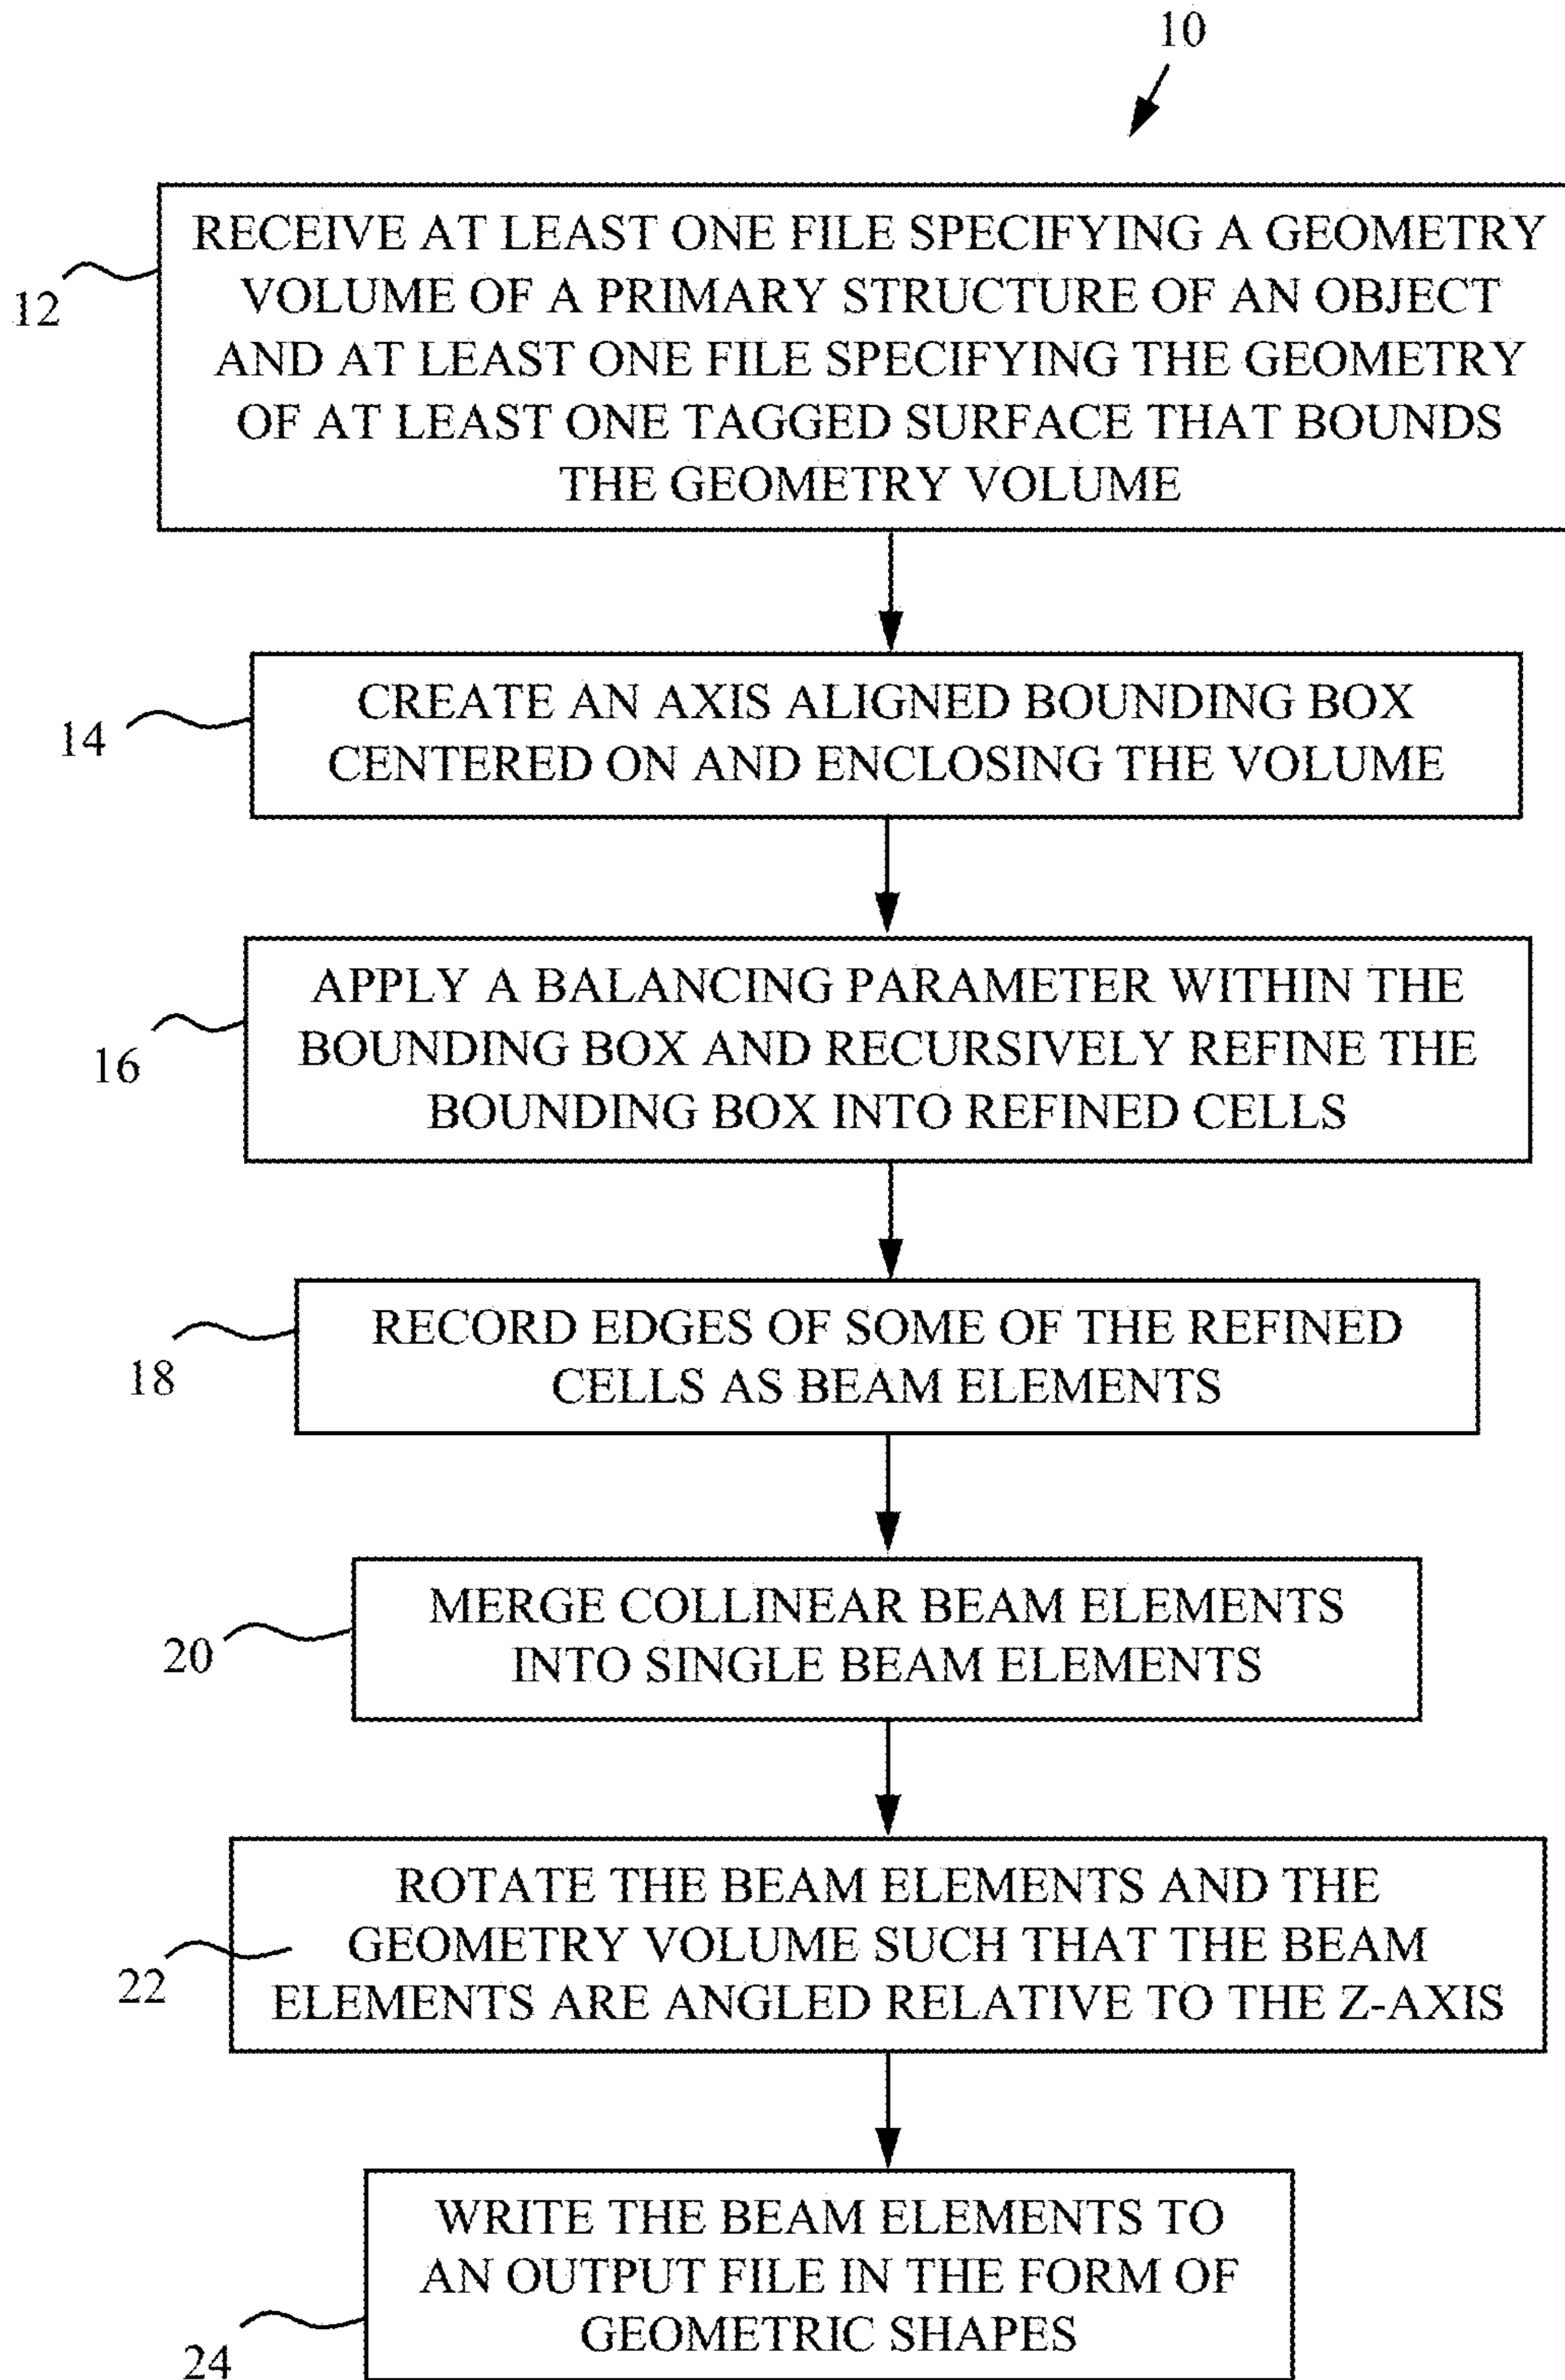 10
RECEIVE AT LEAST ONE FILE SPECIFYING A GEOMETRY
VOLUME OF A PRIMARY STRUCTURE OF AN OBJECT
AND AT LEAST ONE FILE SPECIFYING THE GEOMETRY
OF AT LEAST ONE TAGGED SURFACE THAT BOUNDS
THE GEOMETRY VOLUME
12
CREATE AN AXIS ALIGNED BOUNDING BOX
CENTERED ON AND ENCLOSING THE VOLUME
14
APPLY A BALANCING PARAMETER WITHIN THE
BOUNDING BOX AND RECURSIVELY REFINE THE
BOUNDING BOX INTO REFINED CELLS
16
RECORD EDGES OF SOME OF THE REFINED
CELLS AS BEAM ELEMENTS
18
MERGE COLLINEAR BEAM ELEMENTS
INTO SINGLE BEAM ELEMENTS
20
ROTATE THE BEAM ELEMENTS AND THE
GEOMETRY VOLUME SUCH THAT THE BEAM
ELEMENTS ARE ANGLED RELATIVE TO THE Z-AXIS
22
WRITE THE BEAM ELEMENTS TO
AN OUTPUT FILE IN THE FORM OF
GEOMETRIC SHAPES
24